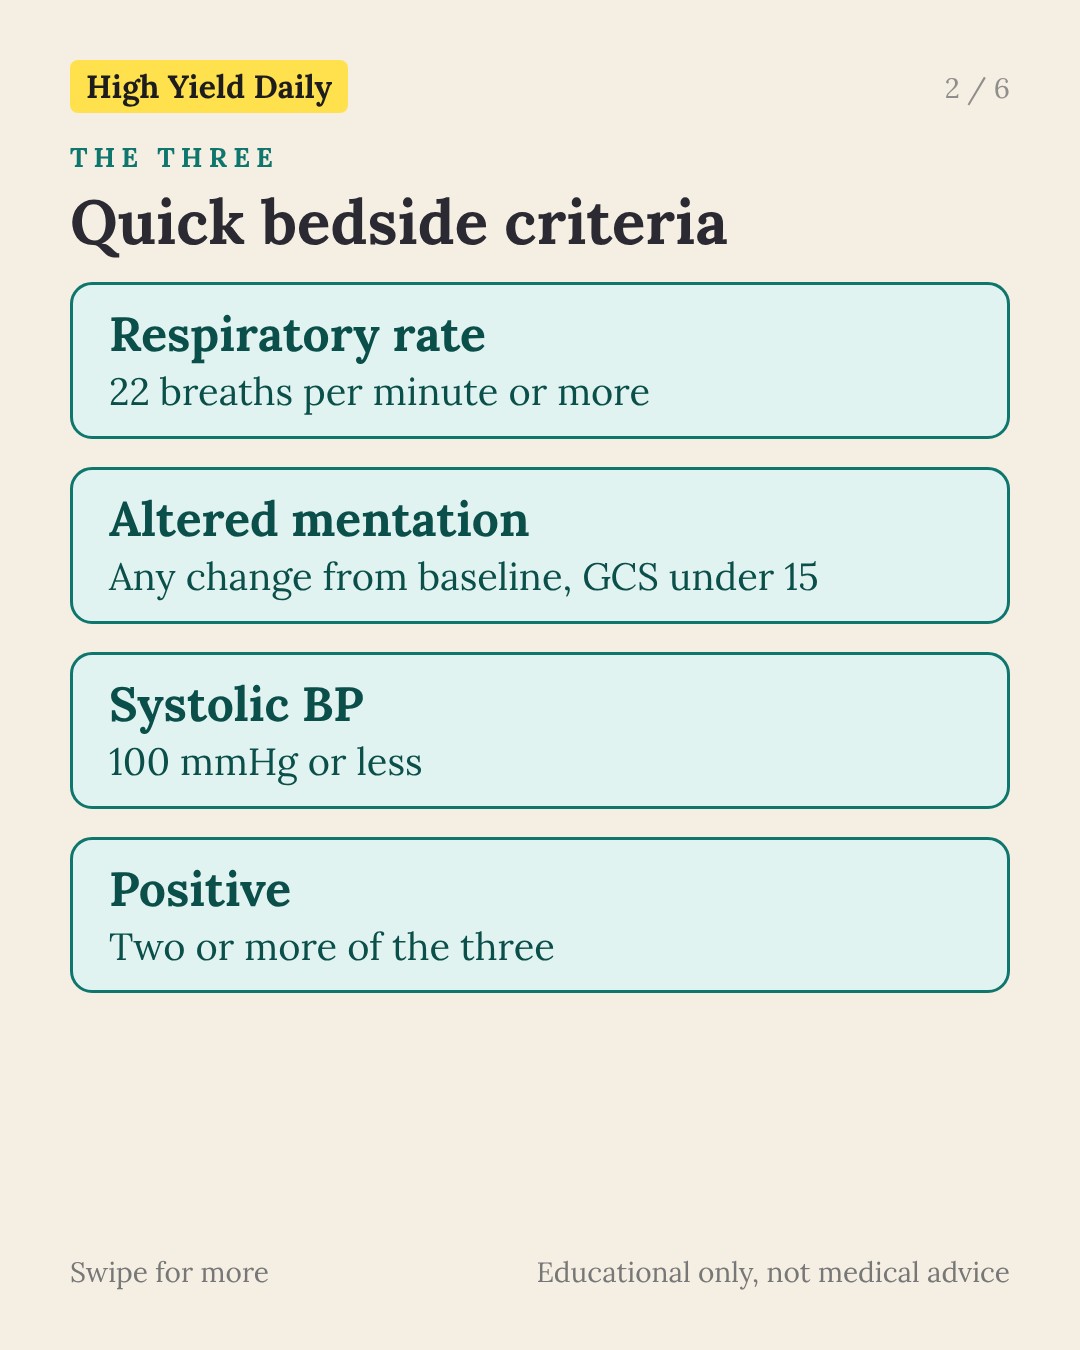 High Yield Daily
2 / 6
THE THREE
Quick bedside criteria
Respiratory rate
22 breaths per minute or more
Altered mentation
Any change from baseline, GCS under 15
Systolic BP
100 mmHg or less
Positive
Two or more of the three
Swipe for more
Educational only, not medical advice